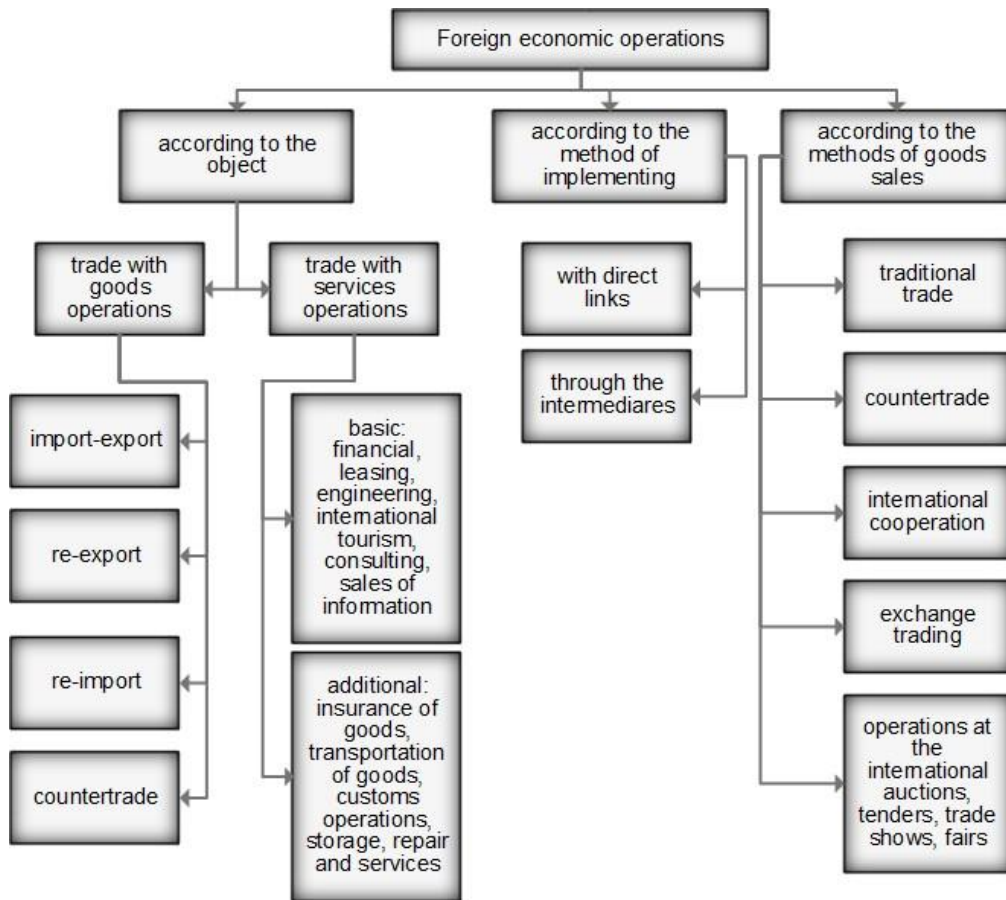 Foreign economic operations
according to the
object
according to the
method of
implementing
according to the
methods of goods
sales
trade with
goods
operations
trade with
services
operations
with direct
links
through the
intermediares
traditional
trade
countertrade
international
cooperation
exchange
trading
operations at
the
international
auctions,
tenders, trade
shows, fairs
import-export
re-export
re-import
countertrade
basic:
financial,
leasing,
engineering,
international
tourism,
consulting,
sales of
information
additional:
insurance of
goods,
transportation
of goods,
customs
operations,
storage, repair
and services